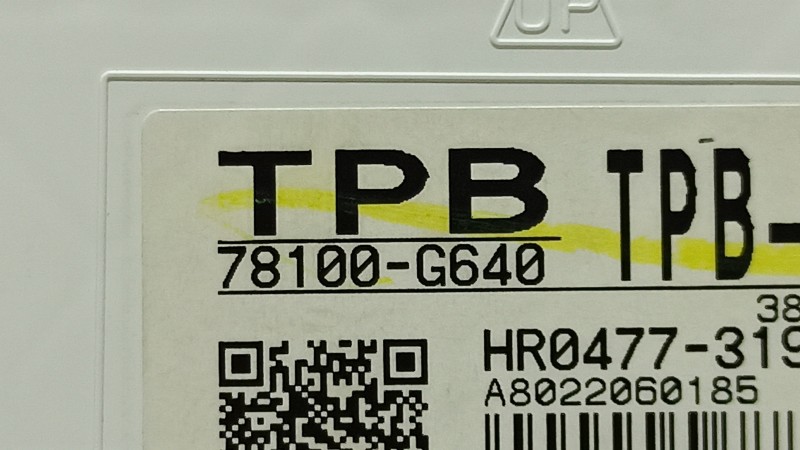 UP
TPB TPB-
78100-G640
38
HR0477-319
A8022060185